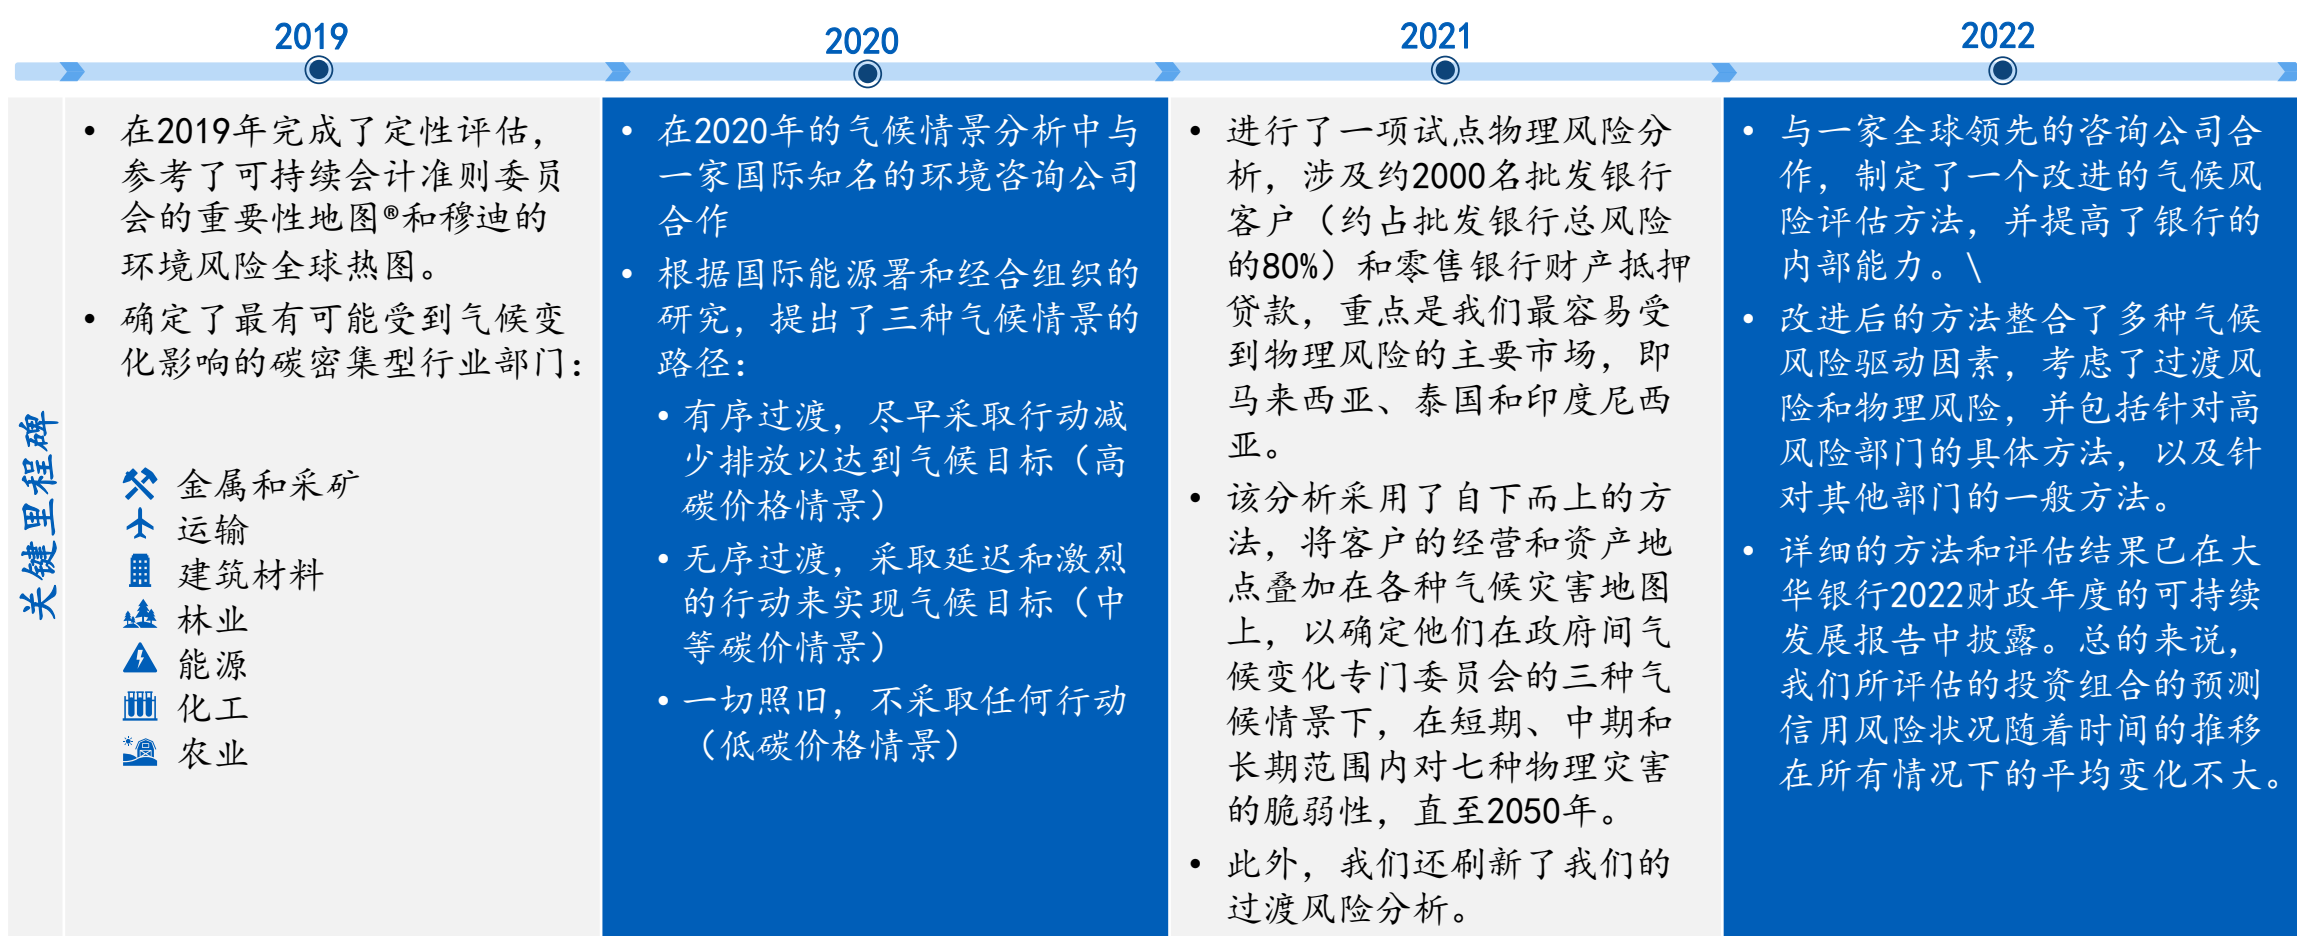 2019
2020
2021
2022
关键里程碑
• 在2019年完成了定性评估，
参考了可持续会计准则委员
会的重要性地图®和穆迪的
环境风险全球热图。
• 确定了最有可能受到气候变
化影响的碳密集型行业部门：
金属和采矿
运输
建筑材料
林业
能源
化工
农业
• 在2020年的气候情景分析中与
一家国际知名的环境咨询公司
合作
• 根据国际能源署和经合组织的
研究，提出了三种气候情景的
路径：
• 有序过渡，尽早采取行动减
少排放以达到气候目标（高
碳价格情景）
• 无序过渡，采取延迟和激烈
的行动来实现气候目标（中
等碳价情景）
• 一切照旧，不采取任何行动
（低碳价格情景）
• 进行了一项试点物理风险分
析，涉及约2000名批发银行
客户（约占批发银行总风险
的80%）和零售银行财产抵押
贷款，重点是我们最容易受
到物理风险的主要市场，即
马来西亚、泰国和印度尼西
亚。
• 该分析采用了自下而上的方
法，将客户的经营和资产地
点叠加在各种气候灾害地图
上，以确定他们在政府间气
候变化专门委员会的三种气
候情景下，在短期、中期和
长期范围内对七种物理灾害
的脆弱性，直至2050年。
• 此外，我们还刷新了我们的
过渡风险分析。
• 与一家全球领先的咨询公司合
作，制定了一个改进的气候风
险评估方法，并提高了银行的
内部能力。\
• 改进后的方法整合了多种气候
风险驱动因素，考虑了过渡风
险和物理风险，并包括针对高
风险部门的具体方法，以及针
对其他部门的一般方法。
• 详细的方法和评估结果已在大
华银行2022财政年度的可持续
发展报告中披露。总的来说，
我们所评估的投资组合的预测
信用风险状况随着时间的推移
在所有情况下的平均变化不大。